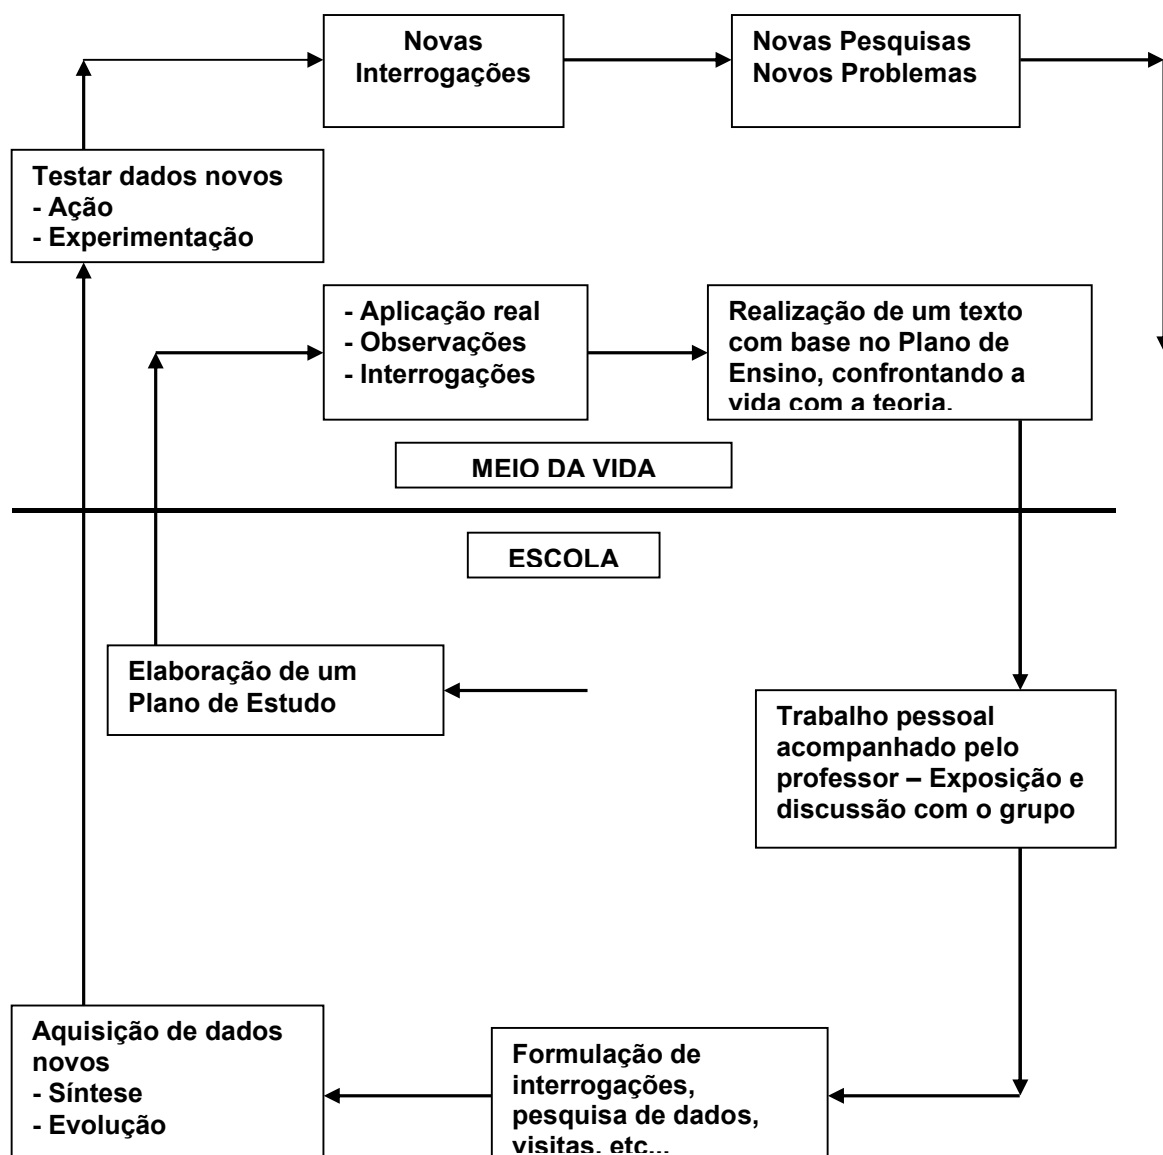 Novas
Interrogações
Novas Pesquisas
Novos Problemas
Testar dados novos
- Ação
- Experimentação
- Aplicação real
- Observações
- Interrogações
Realização de um texto
com base no Plano de
Ensino, confrontando a
vida com a teoria.
MEIO DA VIDA
ESCOLA
Elaboração de um
Plano de Estudo
Trabalho pessoal
acompanhado pelo
professor – Exposição e
discussão com o grupo
Aquisição de dados
novos
- Síntese
- Evolução
Formulação de
interrogações,
pesquisa de dados,
visitas, etc...